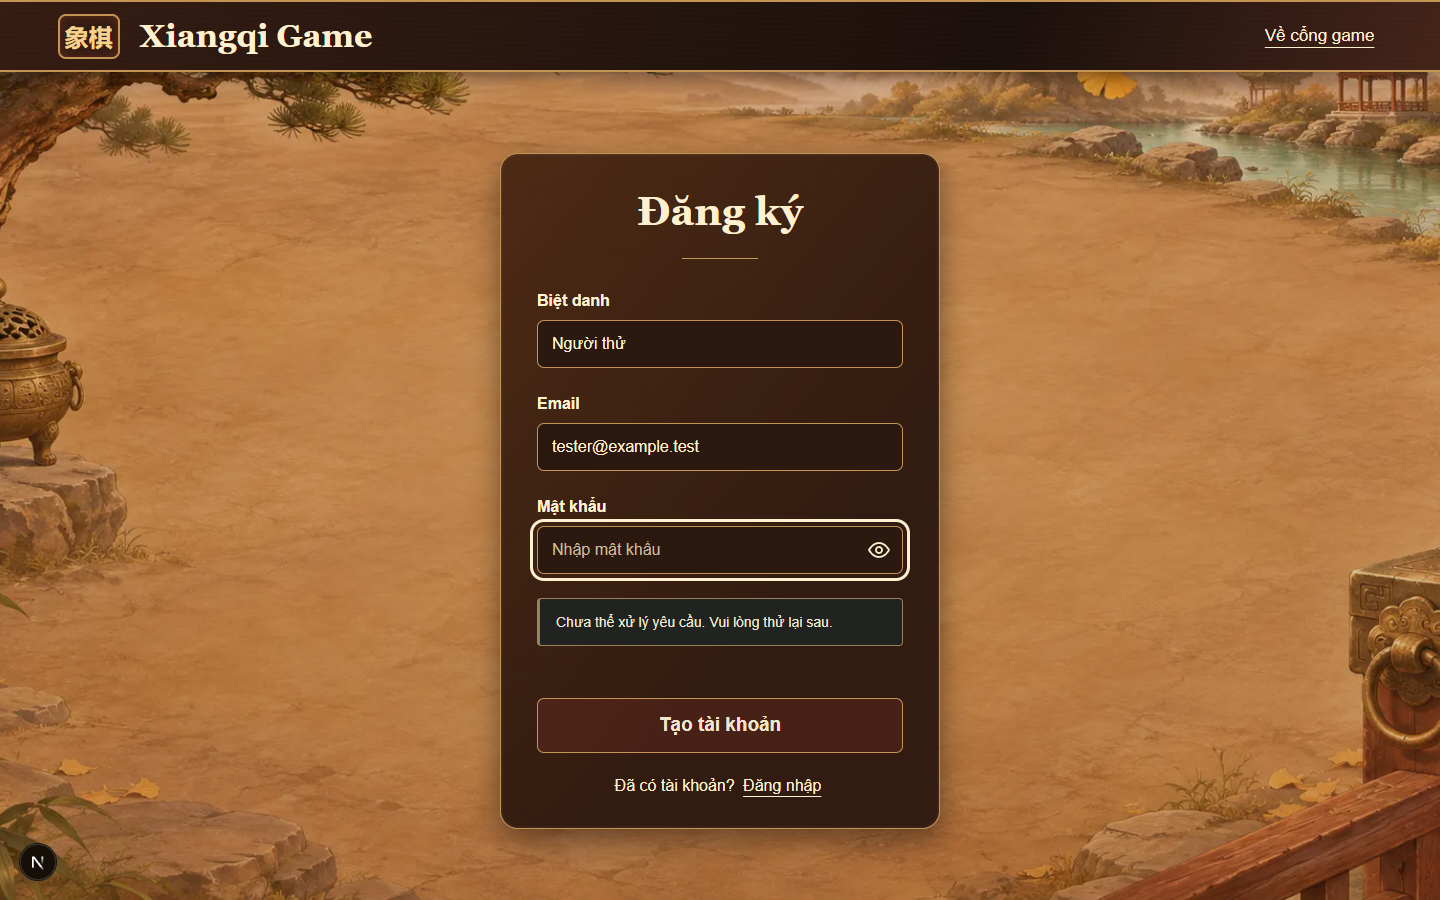 象棋 Xiangqi Game
Về cổng game
Đăng ký
Biệt danh
Người thử
Email
tester@example.test
Mật khẩu
Nhập mật khẩu
Chưa thể xử lý yêu cầu. Vui lòng thử lại sau.
Tạo tài khoản
Đã có tài khoản? Đăng nhập
N